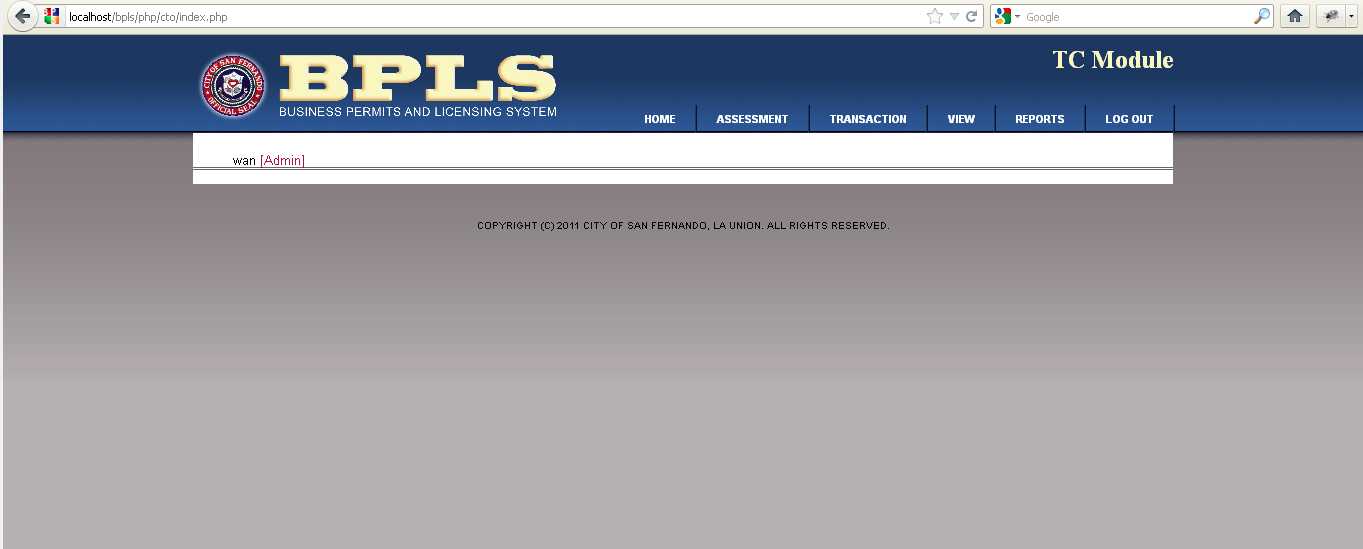 localhost/bpls/php/cto/index.php
Google
CITY OF SAN FERNANDO
OFFICIAL SEAL
BPLS
BUSINESS PERMITS AND LICENSING SYSTEM
TC Module
HOME ASSESSMENT TRANSACTION VIEW REPORTS LOG OUT
wan [Admin]
COPYRIGHT (C) 2011 CITY OF SAN FERNANDO, LA UNION. ALL RIGHTS RESERVED.